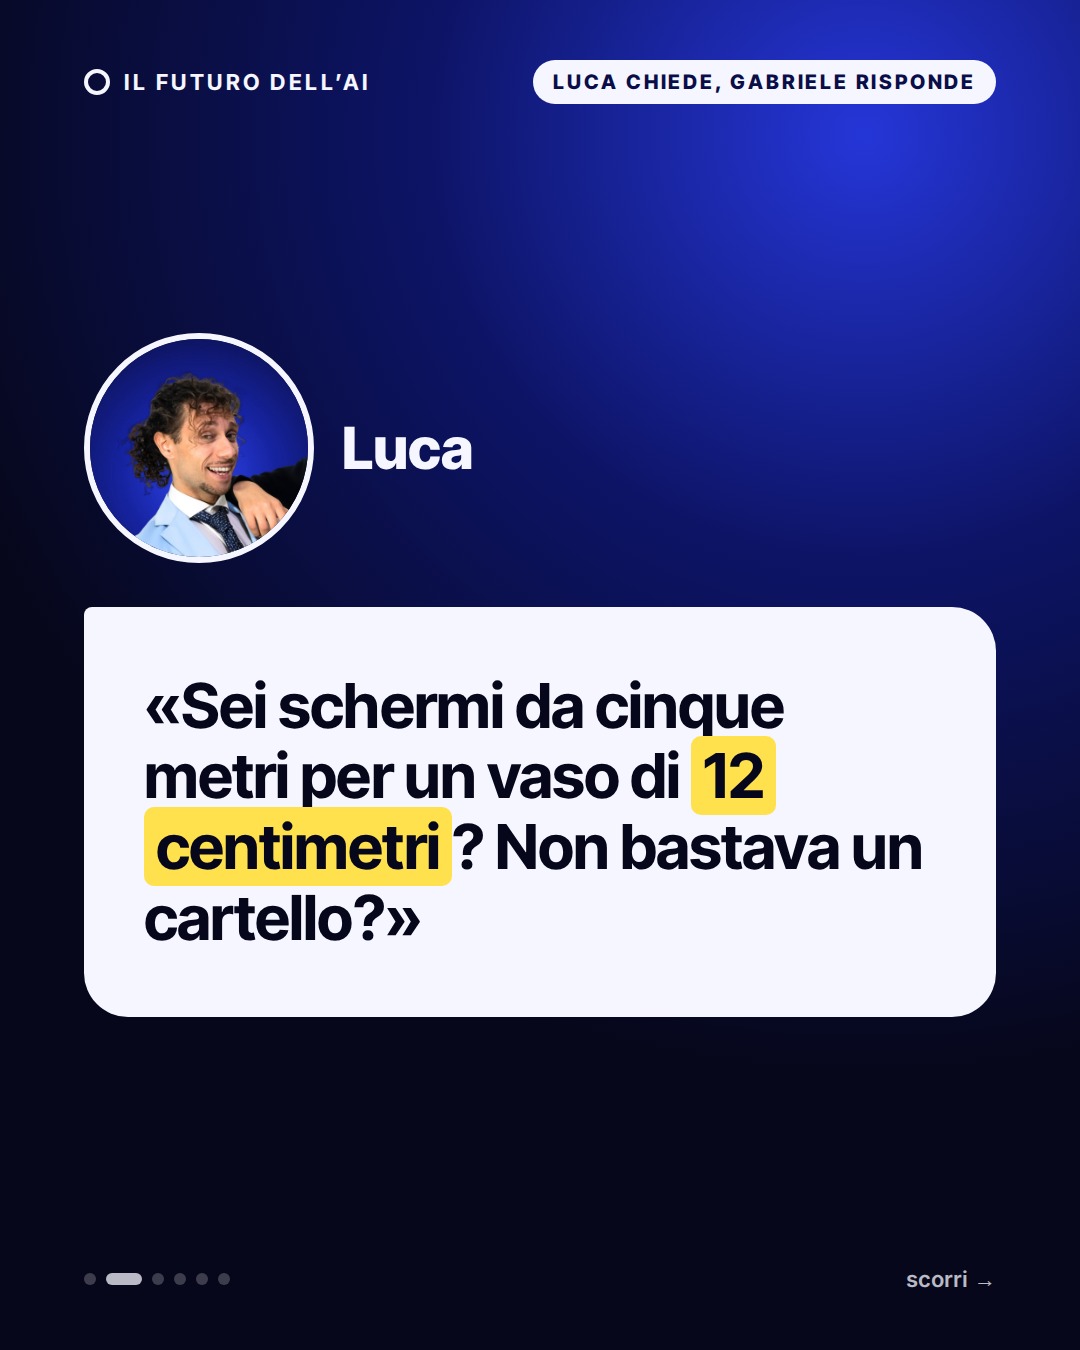 IL FUTURO DELL’AI
LUCA CHIEDE, GABRIELE RISPONDE
Luca
«Sei schermi da cinque
metri per un vaso di 12
centimetri? Non bastava un
cartello?»
scorri →